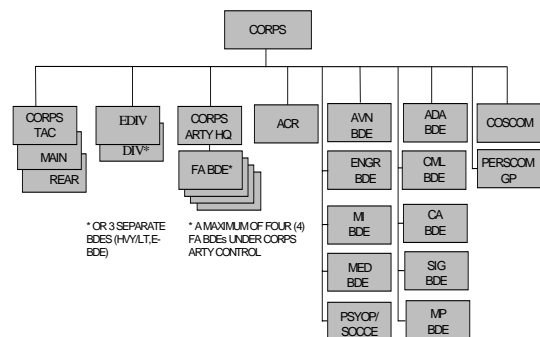 CORPS
CORPS
TAC
MAIN
REAR
EDIV
DIV*
CORPS
ARTY HQ
FA BDE*
ACR
AVN
BDE
ENGR
BDE
MI
BDE
MED
BDE
PSYOP/
SOCCE
ADA
BDE
CML
BDE
CA
BDE
SIG
BDE
MP
BDE
COSCOM
PERSCOM
GP
* OR 3 SEPARATE
BDES (HVY/LT,E-
BDE)
* A MAXIMUM OF FOUR (4)
FA BDEs UNDER CORPS
ARTY CONTROL